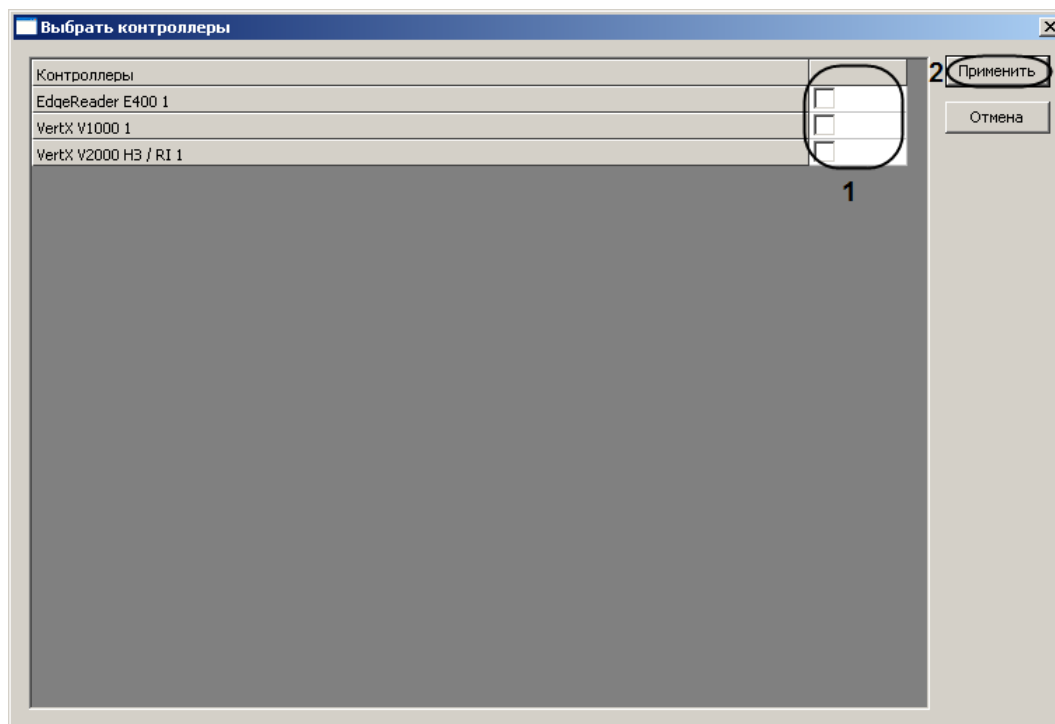 Выбрать контроллеры
Контроллеры
2 Применить
EdgeReader E400 1
Отмена
VertX V1000 1
VertX V2000 H3 / RI 1
1